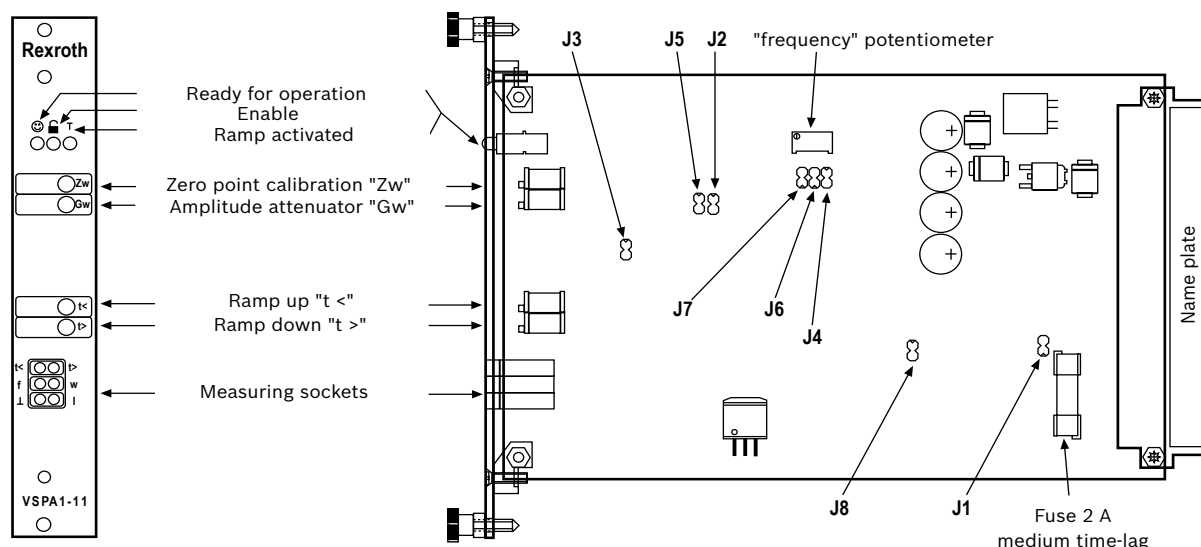 Rexroth
T
Zw
Gw
t<
t>
t< t>
f w
⊥ I
VSPA1-11
Ready for operation
Enable
Ramp activated
Zero point calibration "Zw"
Amplitude attenuator "Gw"
Ramp up "t <"
Ramp down "t >"
Measuring sockets
J3 J5 J2 "frequency" potentiometer
+
+
+
+
J7 J6 J4
J8 J1
Fuse 2 A
medium time-lag
Name plate